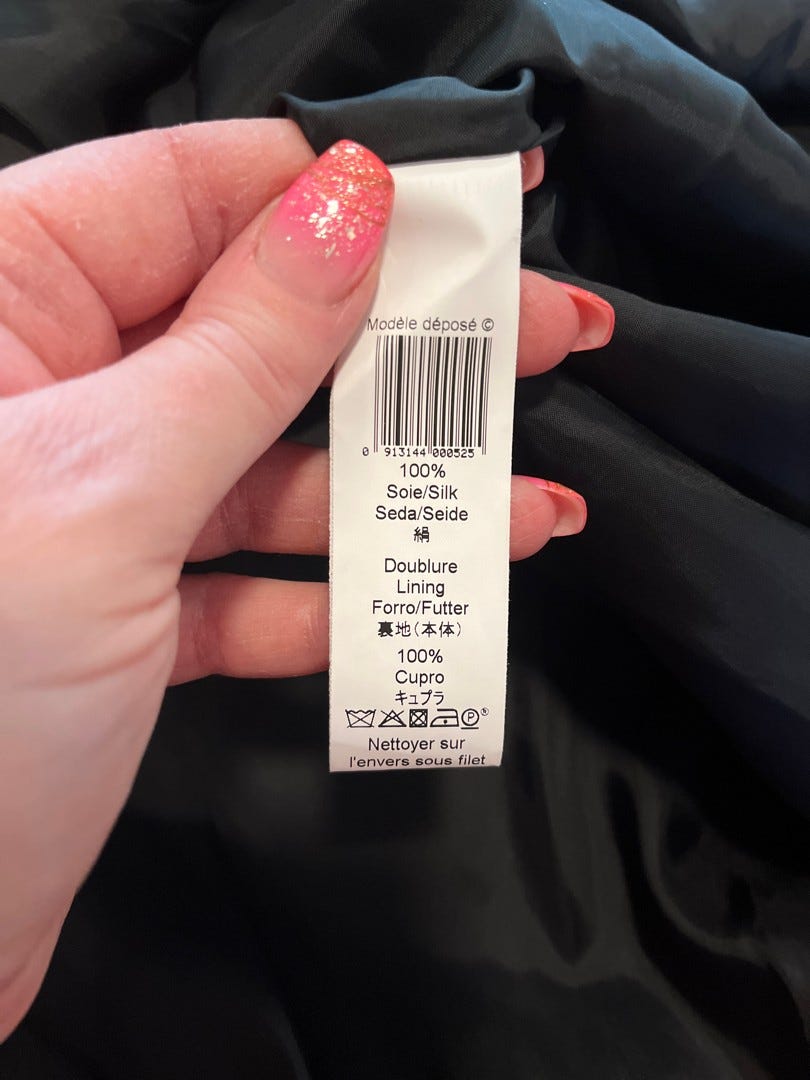 Modèle déposé ©
0 913144 000525
100%
Soie/Silk
Seda/Seide
絹
Doublure
Lining
Forro/Futter
裏地(本体)
100%
Cupro
キュプラ
P
Nettoyer sur
l'envers sous filet